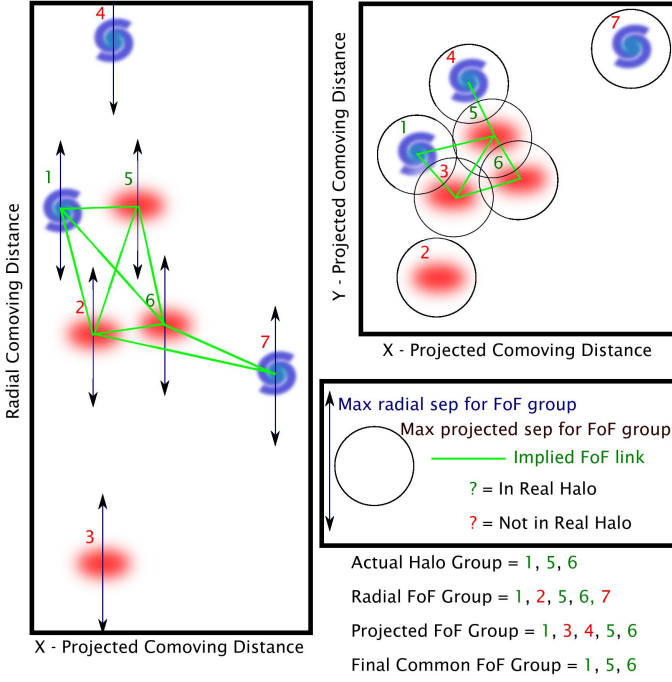 4
1
5
2
6
7
3
Radial Comoving Distance
X - Projected Comoving Distance
7
4
5
1
6
3
2
Y - Projected Comoving Distance
X - Projected Comoving Distance
Max radial sep for FoF group
Max projected sep for FoF group
Implied FoF link
? = In Real Halo
? = Not in Real Halo
Actual Halo Group = 1, 5, 6
Radial FoF Group = 1, 2, 5, 6, 7
Projected FoF Group = 1, 3, 4, 5, 6
Final Common FoF Group = 1, 5, 6